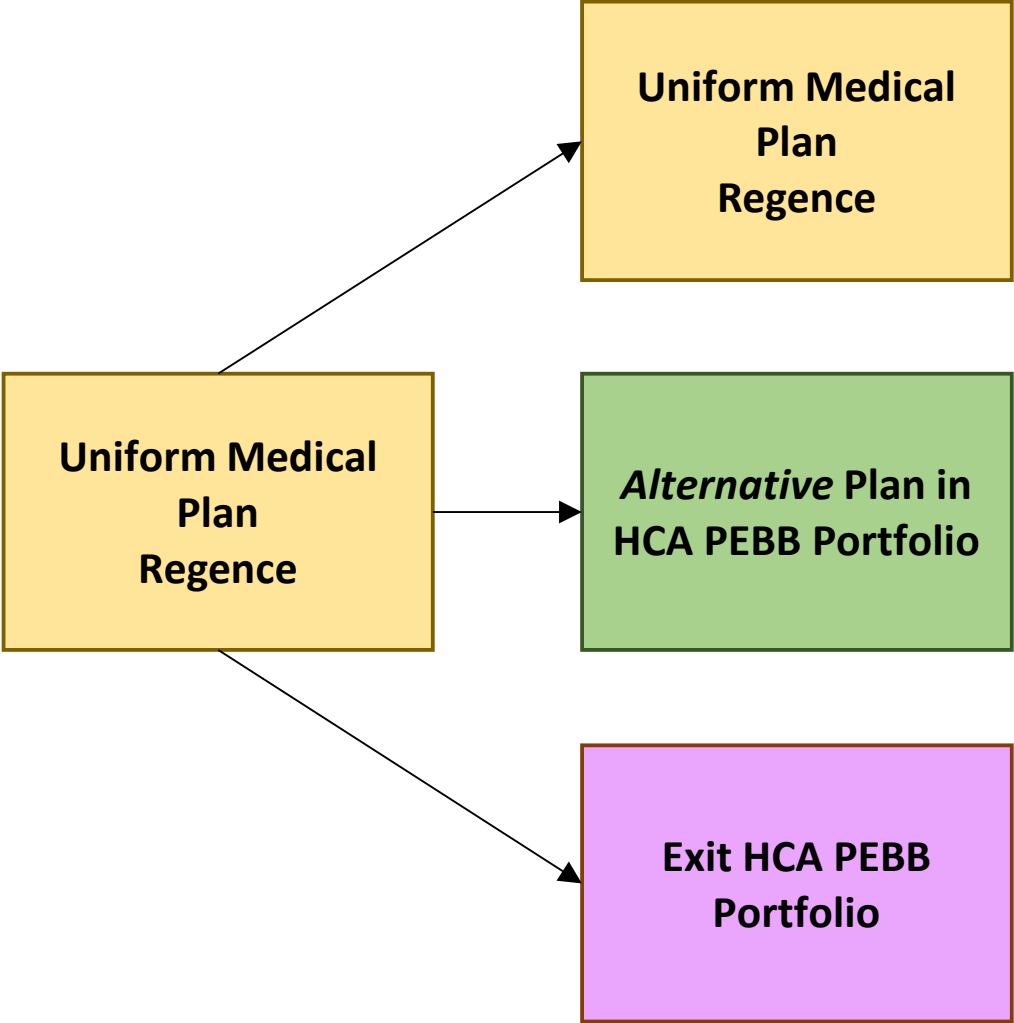 Uniform Medical
Plan
Regence
Uniform Medical
Plan
Regence
Alternative Plan in
HCA PEBB Portfolio
Exit HCA PEBB
Portfolio